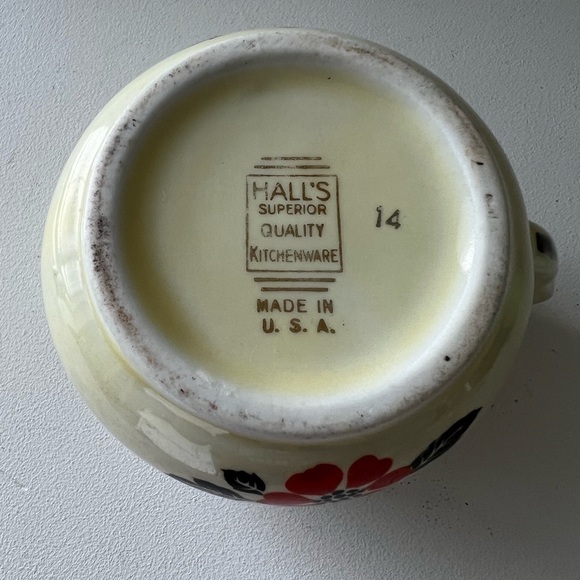 HALL'S
SUPERIOR
QUALITY
KITCHENWARE
MADE IN
U. S. A.
14